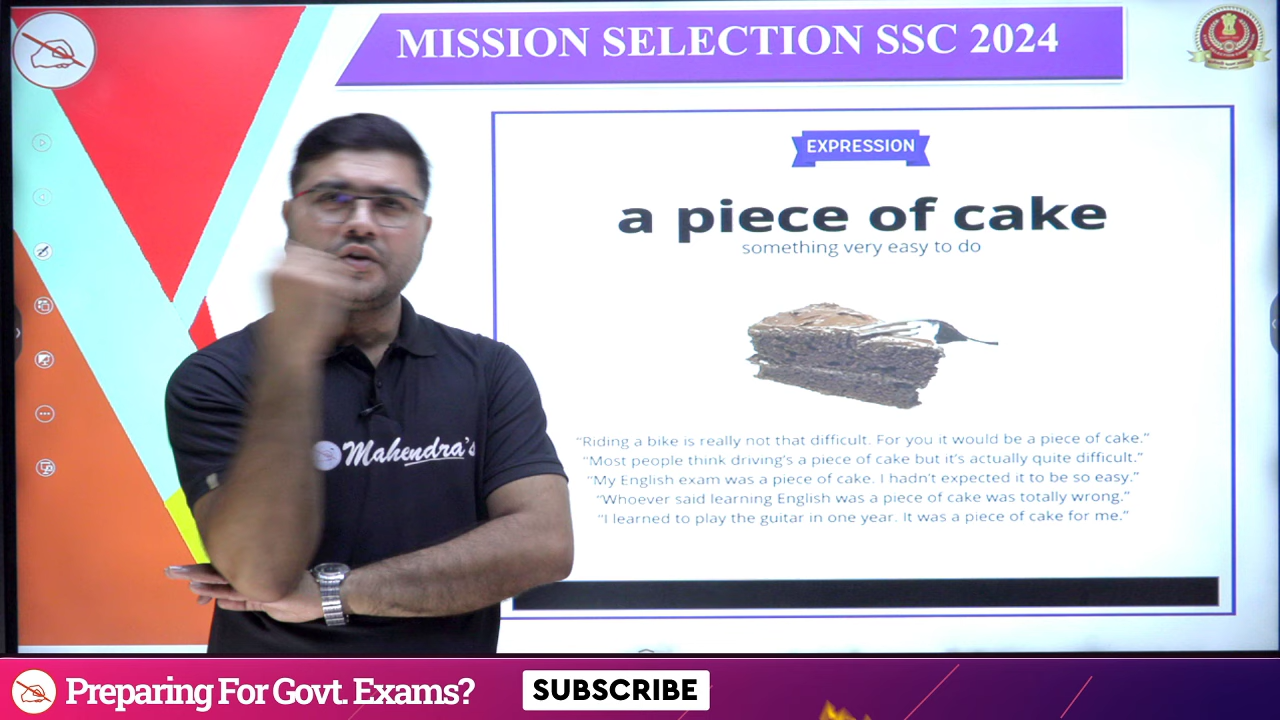 MISSION SELECTION SSC 2024
EXPRESSION
a piece of cake
something very easy to do
“Riding a bike is really not that difficult. For you it would be a piece of cake.”
“Most people think driving’s a piece of cake but it’s actually quite difficult.”
“My English exam was a piece of cake. I hadn’t expected it to be so easy.”
“Whoever said learning English was a piece of cake was totally wrong.”
“I learned to play the guitar in one year. It was a piece of cake for me.”
Mahendra's
Preparing For Govt. Exams?
SUBSCRIBE